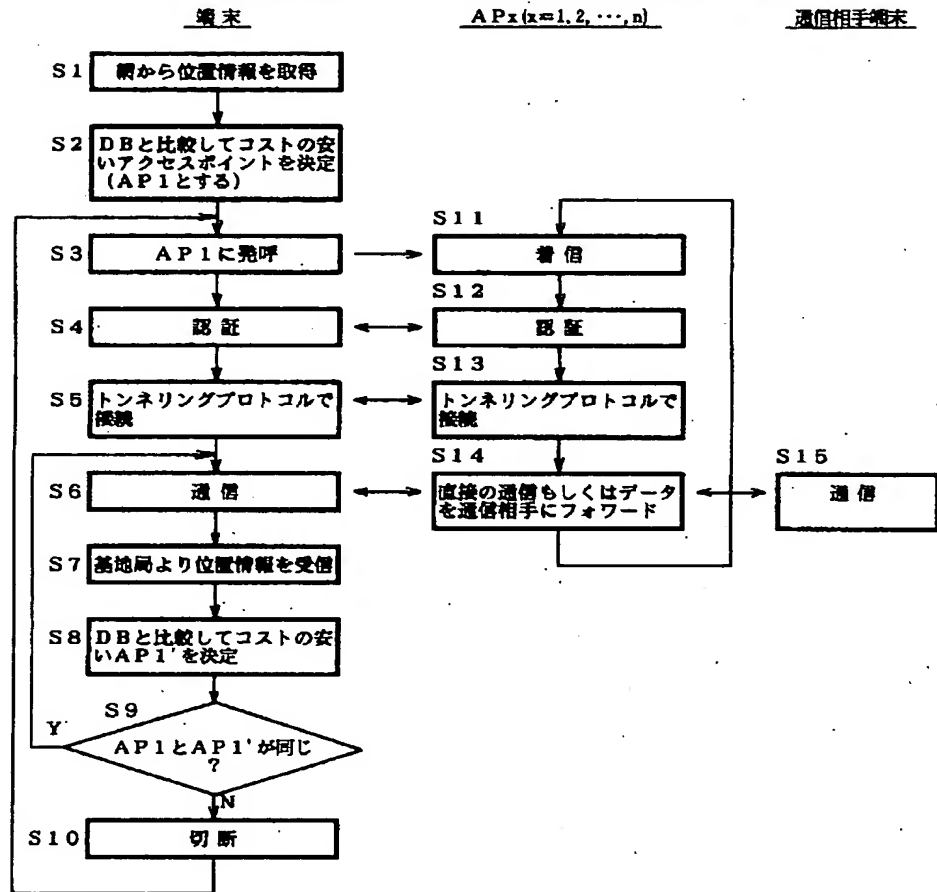 端末
APx(x=1,2,…,n)
通信相手端末
S1
網から位置情報を取得
S2
DBと比較してコストの安
いアクセスポイントを決定
(AP1とする)
S11
S3
AP1に発呼
着信
S12
S4
認証
認証
S13
S5
トンネリングプロトコルで
接続
トンネリングプロトコルで
接続
S14
S15
S6
通信
直接の通信もしくはデータ
を通信相手にフォワード
通信
S7
基地局より位置情報を受信
S8
DBと比較してコストの安
いAP1'を決定
S9
Y
AP1とAP1'が同じ
?
N
S10
切断